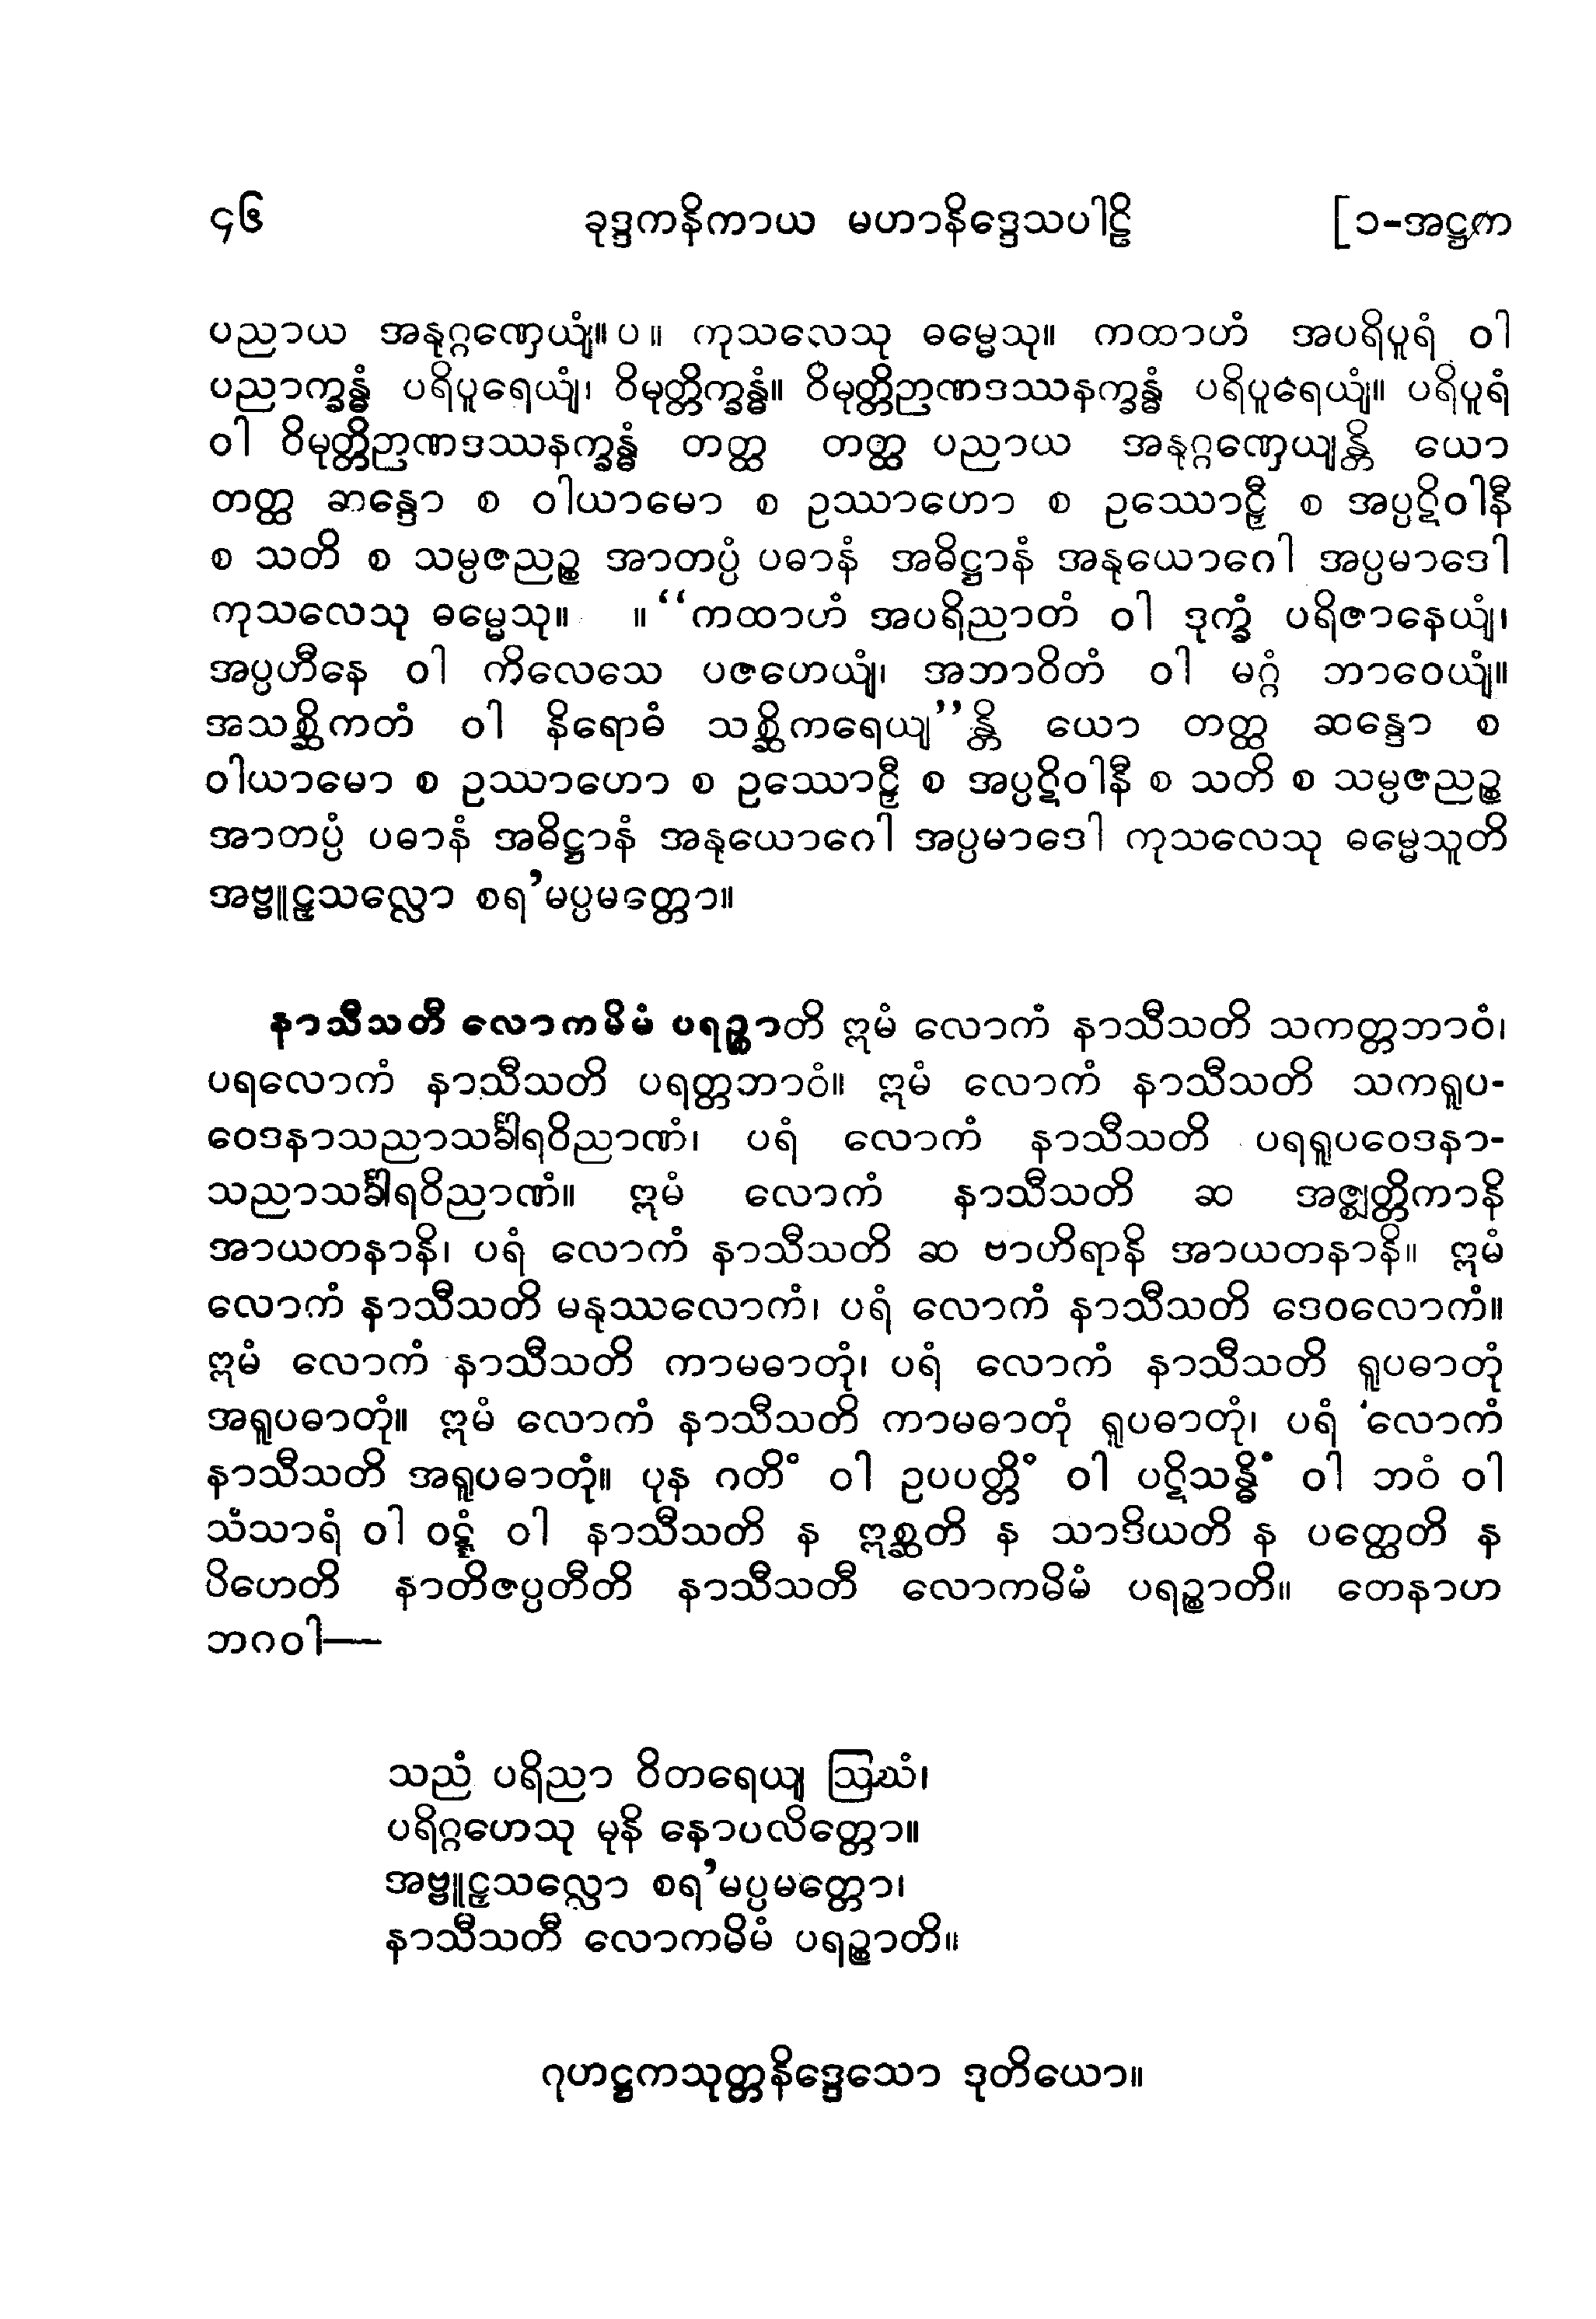 ၄၆ ခုဒ္ဒကနိကာယ မဟာနိဒ္ဒေသပါဠိ [၁-အဋ္ဌက
ပညာယ အနုဂ္ဂဏှေယျံ။ပ။ ကုသလေသု ဓမ္မေသု။ ကထာဟံ အပရိပူရံ ဝါ
ပညာက္ခန္ဓံ ပရိပူရေယျံ၊ ဝိမုတ္တိက္ခန္ဓံ။ ဝိမုတ္တိဉာဏဒဿနက္ခန္ဓံ ပရိပူရေယျံ။ ပရိပူရံ
ဝါ ဝိမုတ္တိဉာဏဒဿနက္ခန္ဓံ တတ္ထ တတ္ထ ပညာယ အနုဂ္ဂဏှေယျန္တိ ယော
တတ္ထ ဆန္ဒော စ ဝါယာမော စ ဥဿာဟော စ ဥဿောဠှီ စ အပ္ပဋိဝါနီ
စ သတိ စ သမ္ပဇညဉ္စ အာတပ္ပံ ပဓာနံ အဓိဋ္ဌာနံ အနုယောဂေါ အပ္ပမာဒေါ
ကုသလေသု ဓမ္မေသု။ ။ “ကထာဟံ အပရိညာတံ ဝါ ဒုက္ခံ ပရိဇာနေယျံ၊
အပ္ပဟီနေ ဝါ ကိလေသေ ပဇဟေယျံ၊ အဘာဝိတံ ဝါ မဂ္ဂံ ဘာဝေယျံ။
အသစ္ဆိကတံ ဝါ နိရောဓံ သစ္ဆိကရေယျ”န္တိ ယော တတ္ထ ဆန္ဒော စ
ဝါယာမော စ ဥဿာဟော စ ဥဿောဠှီ စ အပ္ပဋိဝါနီ စ သတိ စ သမ္ပဇညဉ္စ
အာတပ္ပံ ပဓာနံ အဓိဋ္ဌာနံ အနုယောဂေါ အပ္ပမာဒေါ ကုသလေသု ဓမ္မေသူတိ
အဗ္ဗူဠှသလ္လော စရ’မပ္ပမတ္တော။
နာသီသတီ လောကမိမံ ပရဉ္စာတိ ဣမံ လောကံ နာသီသတိ သကတ္တဘာဝံ၊
ပရလောကံ နာသီသတိ ပရတ္တဘာဝံ။ ဣမံ လောကံ နာသီသတိ သကရူပ-
ဝေဒနာသညာသင်္ခါရဝိညာဏံ၊ ပရံ လောကံ နာသီသတိ ပရရူပဝေဒနာ-
သညာသင်္ခါရဝိညာဏံ။ ဣမံ လောကံ နာသီသတိ ဆ အဇ္ဈတ္တိကာနိ
အာယတနာနိ၊ ပရံ လောကံ နာသီသတိ ဆ ဗာဟိရာနိ အာယတနာနိ။ ဣမံ
လောကံ နာသီသတိ မနုဿလောကံ၊ ပရံ လောကံ နာသီသတိ ဒေဝလောကံ။
ဣမံ လောကံ နာသီသတိ ကာမဓာတုံ၊ ပရံ လောကံ နာသီသတိ ရူပဓာတုံ
အရူပဓာတုံ။ ဣမံ လောကံ နာသီသတိ ကာမဓာတုံ ရူပဓာတုံ၊ ပရံ လောကံ
နာသီသတိ အရူပဓာတုံ။ ပုန ဂတိံ ဝါ ဥပပတ္တိံ ဝါ ပဋိသန္ဓိံ ဝါ ဘဝံ ဝါ
သံသာရံ ဝါ ဝဋ္ဋံ ဝါ နာသီသတိ န ဣစ္ဆတိ န သာဒိယတိ န ပတ္ထေတိ န
ပိဟေတိ နာတိဇပ္ပတီတိ နာသီသတီ လောကမိမံ ပရဉ္စာတိ။ တေနာဟ
ဘဂဝါ—
သညံ ပရိညာ ဝိတရေယျ ဩဃံ၊
ပရိဂ္ဂဟေသု မုနိ နောပလိတ္တော။
အဗ္ဗူဠှသလ္လော စရ’မပ္ပမတ္တော၊
နာသီသတီ လောကမိမံ ပရဉ္စာတိ။
ဂုဟဋ္ဌကသုတ္တနိဒ္ဒေသော ဒုတိယော။